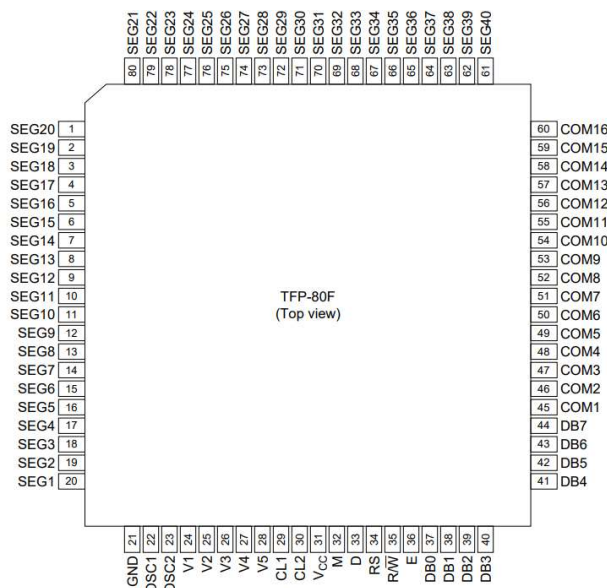 SEG21 SEG22 SEG23 SEG24 SEG25 SEG26 SEG27 SEG28 SEG29 SEG30 SEG31 SEG32 SEG33 SEG34 SEG35 SEG36 SEG37 SEG38 SEG39 SEG40
80 79 78 77 76 75 74 73 72 71 70 69 68 67 66 65 64 63 62 61
SEG20 1 60 COM16
SEG19 2 59 COM15
SEG18 3 58 COM14
SEG17 4 57 COM13
SEG16 5 56 COM12
SEG15 6 55 COM11
SEG14 7 54 COM10
SEG13 8 53 COM9
SEG12 9 52 COM8
SEG11 10 51 COM7
SEG10 11 50 COM6
SEG9 12 49 COM5
SEG8 13 48 COM4
SEG7 14 47 COM3
SEG6 15 46 COM2
SEG5 16 45 COM1
SEG4 17 44 DB7
SEG3 18 43 DB6
SEG2 19 42 DB5
SEG1 20 41 DB4
TFP-80F
(Top view)
21 22 23 24 25 26 27 28 29 30 31 32 33 34 35 36 37 38 39 40
GND OSC1 OSC2 V1 V2 V3 V4 V5 CL1 CL2 VCC M D RS R/W̅ E DB0 DB1 DB2 DB3